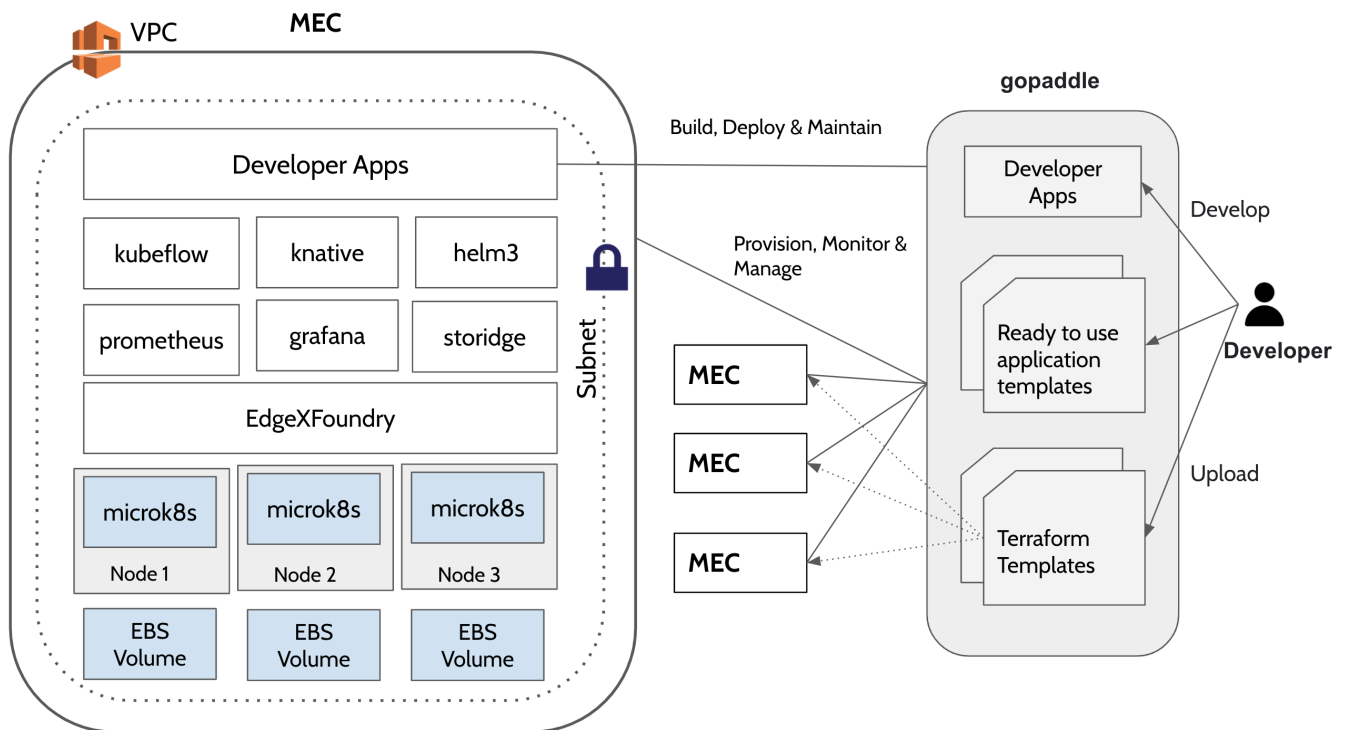 VPC
MEC
Developer Apps
kubeflow
knative
helm3
prometheus
grafana
storidge
EdgeXFoundry
microk8s
microk8s
microk8s
Node 1
Node 2
Node 3
EBS
Volume
EBS
Volume
EBS
Volume
Subnet
Build, Deploy & Maintain
Provision, Monitor &
Manage
MEC
MEC
MEC
gopaddle
Developer
Apps
Ready to use
application
templates
Terraform
Templates
Develop
Upload
Developer